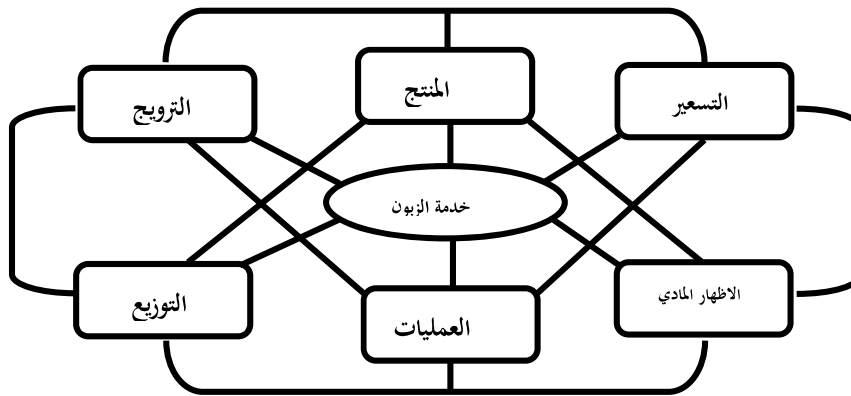 التسعير
المنتج
الترويج
خدمة الزبون
الاظهار المادي
العمليات
التوزيع